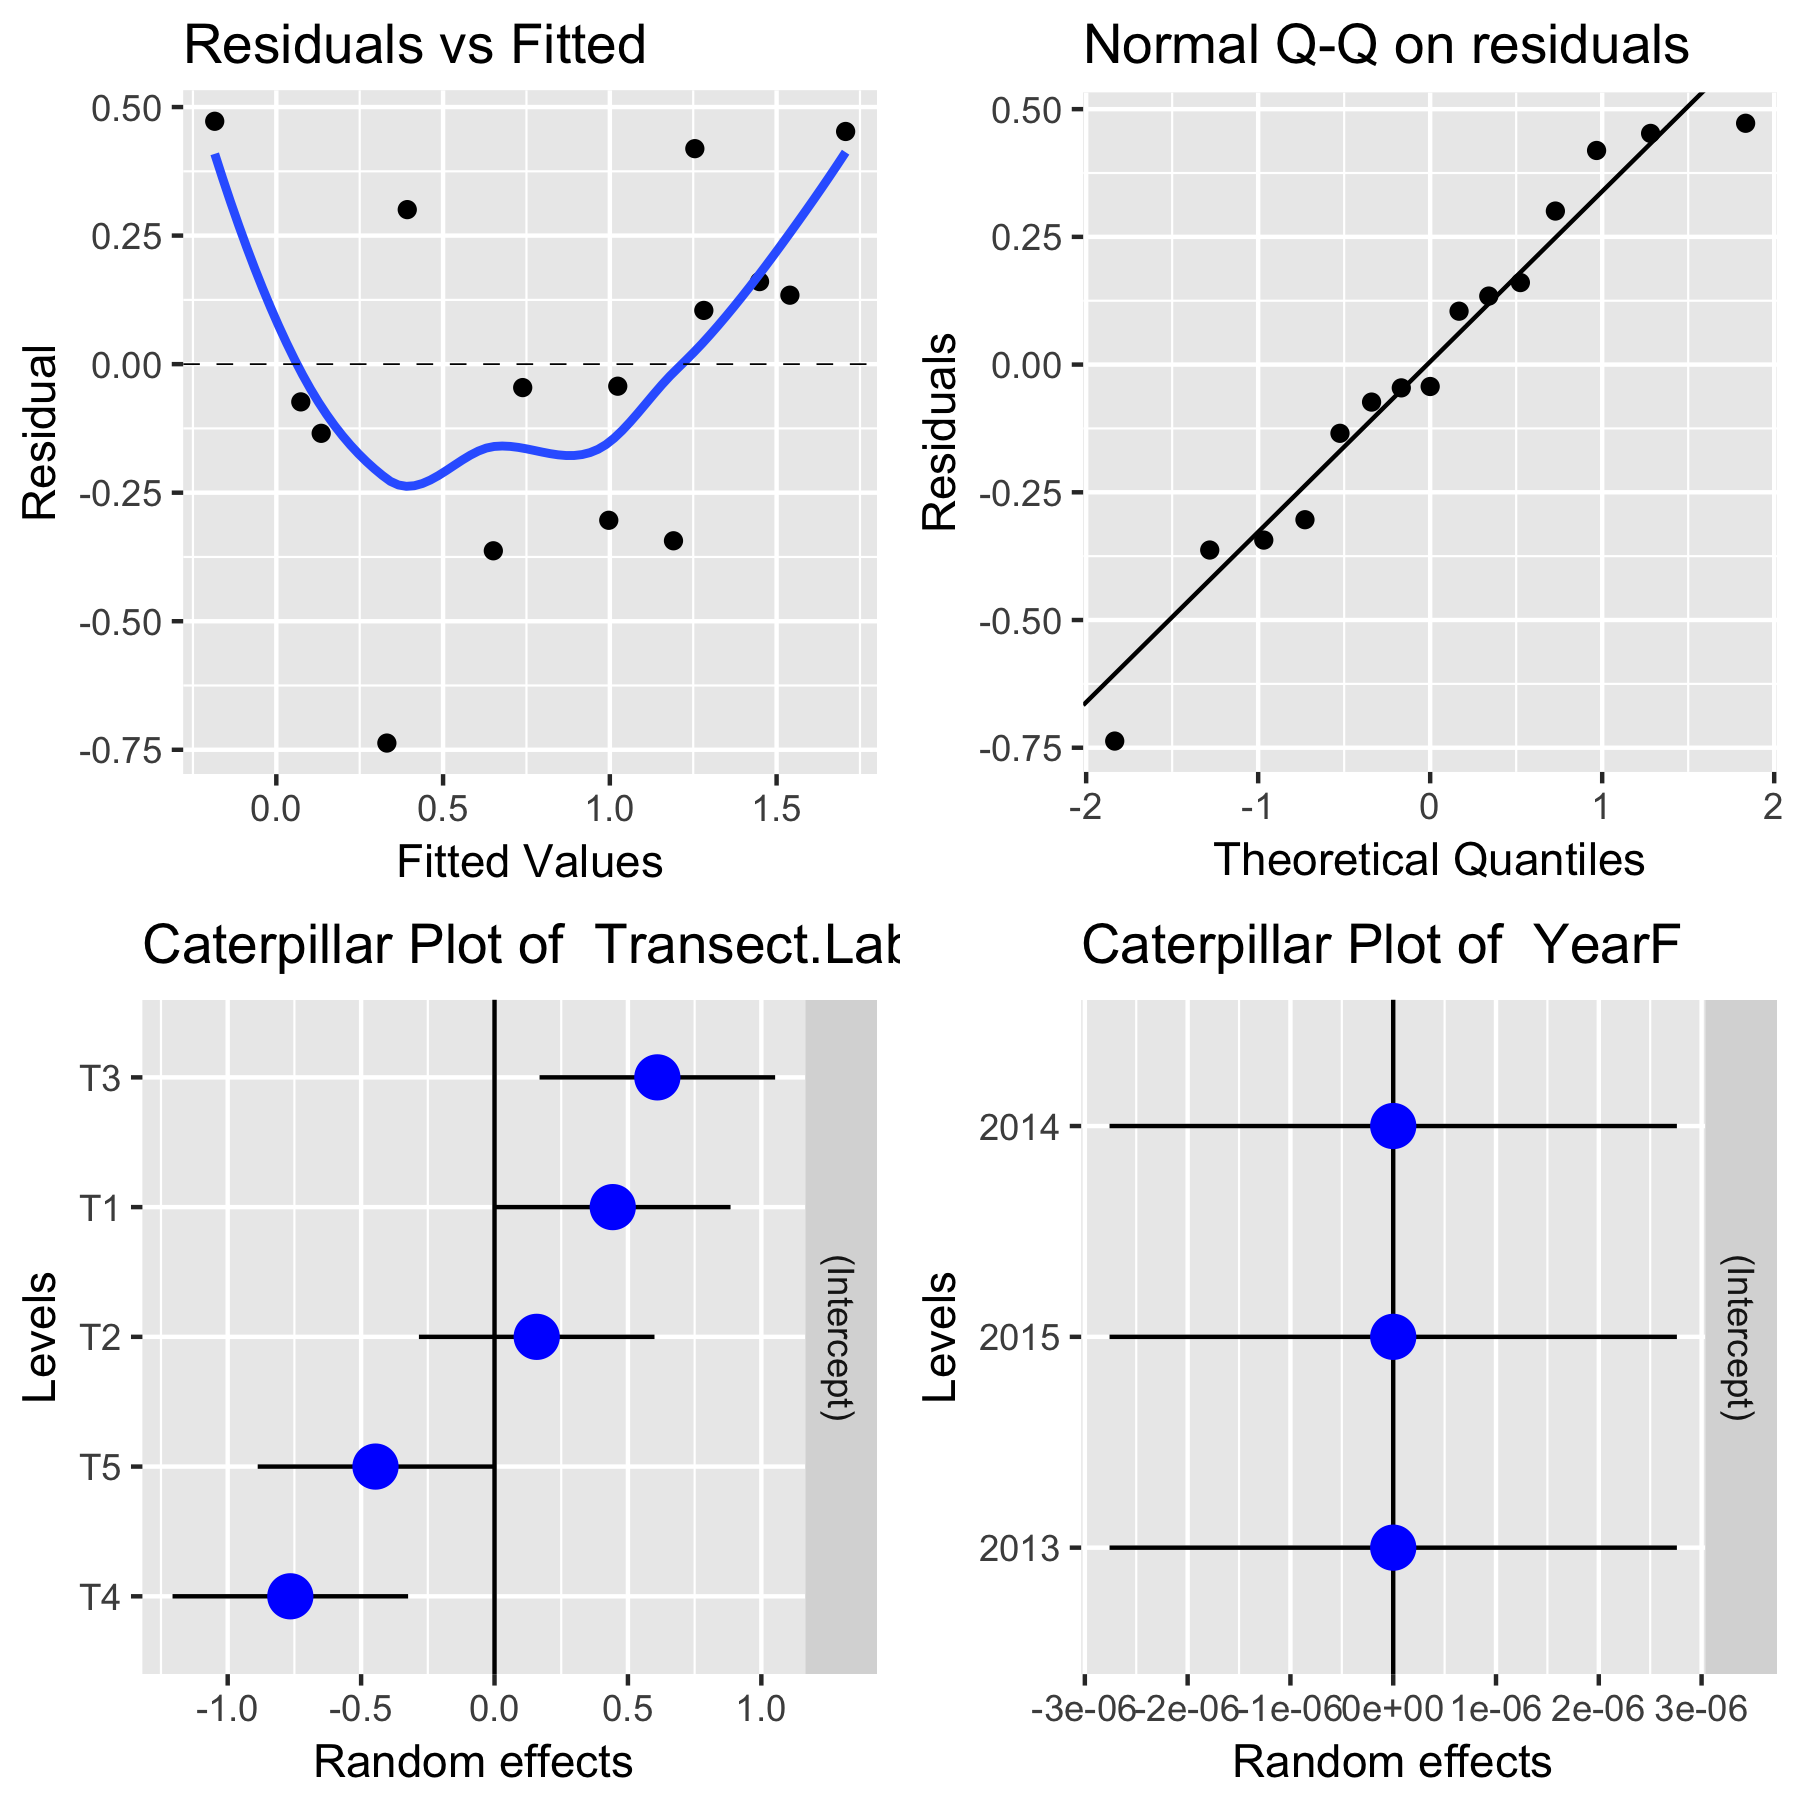 Residuals vs Fitted
0.50
0.25
0.00
-0.25
-0.50
-0.75
Residual
0.0 0.5 1.0 1.5
Fitted Values
Normal Q-Q on residuals
0.50
0.25
0.00
-0.25
-0.50
-0.75
Residuals
-2 -1 0 1 2
Theoretical Quantiles
Caterpillar Plot of Transect.Lab
T3
T1
T2
T5
T4
Levels
(Intercept)
-1.0 -0.5 0.0 0.5 1.0
Random effects
Caterpillar Plot of YearF
2014
2015
2013
Levels
(Intercept)
-3e-06 -2e-06 -1e-06 0e+00 1e-06 2e-06 3e-06
Random effects